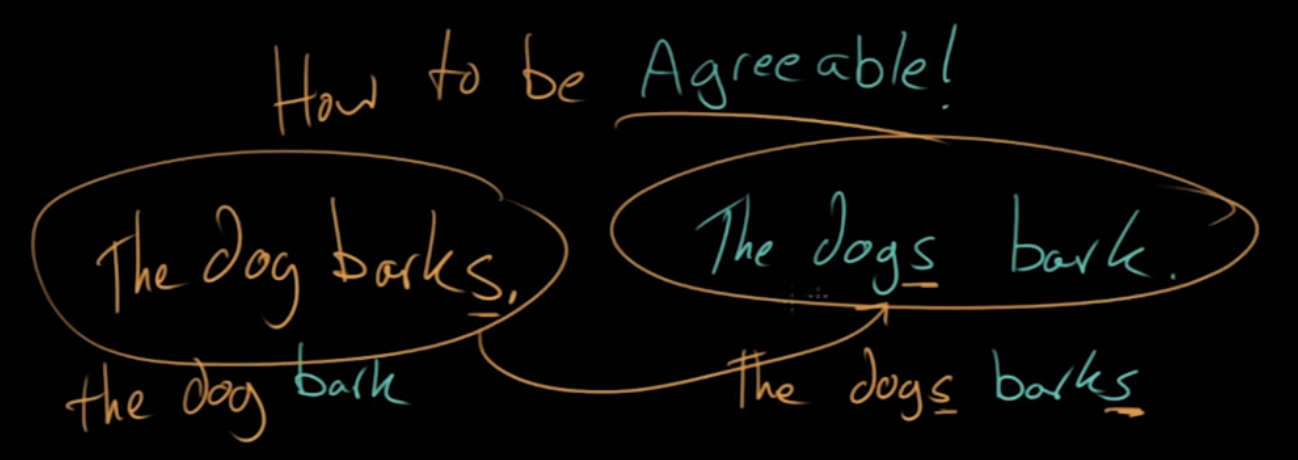 How to be Agreeable!
The dog barks.
The dogs bark.
the dog bark
The dogs barks